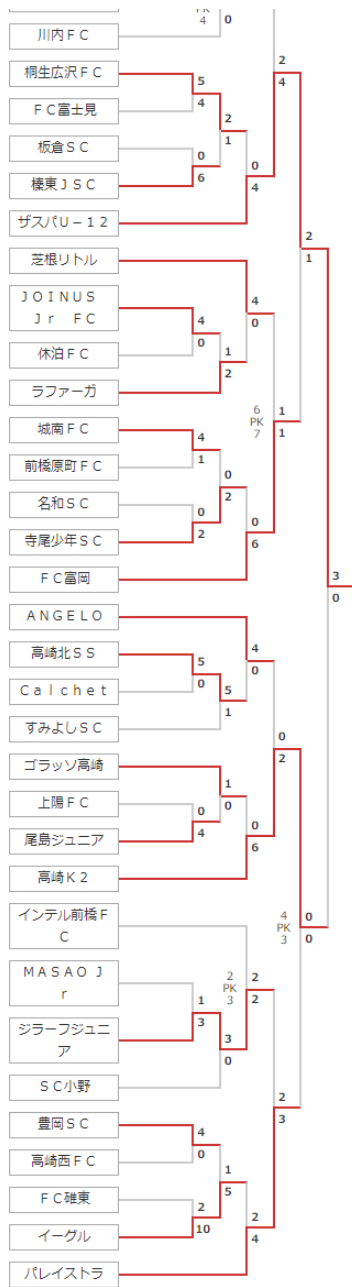 PK
4
0
川内ＦＣ
2
4
桐生広沢ＦＣ
5
4
ＦＣ富士見
2
1
板倉ＳＣ
0
6
0
4
榛東ＪＳＣ
ザスパＵ－１２
2
1
芝根リトル
4
0
ＪＯＩＮＵＳ
Ｊｒ　ＦＣ
4
0
休泊ＦＣ
1
2
ラファーガ
6
PK
7
1
1
城南ＦＣ
4
1
前橋原町ＦＣ
0
2
名和ＳＣ
0
2
0
6
寺尾少年ＳＣ
ＦＣ富岡
3
0
ＡＮＧＥＬＯ
4
0
高崎北ＳＳ
5
0
Ｃａｌｃｈｅｔ
5
1
すみよしＳＣ
0
2
ゴラッソ高崎
1
0
上陽ＦＣ
0
4
0
6
尾島ジュニア
高崎Ｋ２
4
PK
3
0
0
インテル前橋Ｆ
Ｃ
2
PK
3
2
2
ＭＡＳＡＯ　Ｊ
ｒ
1
3
ジラーフジュニ
ア
3
0
ＳＣ小野
2
3
豊岡ＳＣ
4
0
高崎西ＦＣ
1
5
ＦＣ碓東
2
10
2
4
イーグル
パレイストラ